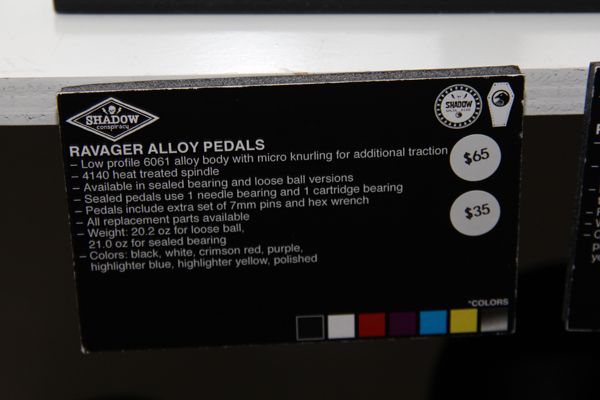 SHADOW
conspiracy
SHADOW
RAVAGER ALLOY PEDALS
– Low profile 6061 alloy body with micro knurling for additional traction
– 4140 heat treated spindle
– Available in sealed bearing and loose ball versions
– Sealed pedals use 1 needle bearing and 1 cartridge bearing
– Pedals include extra set of 7mm pins and hex wrench
– All replacement parts available
– Weight: 20.2 oz for loose ball,
21.0 oz for sealed bearing
– Colors: black, white, crimson red, purple,
highlighter blue, highlighter yellow, polished
$65
$35
*COLORS